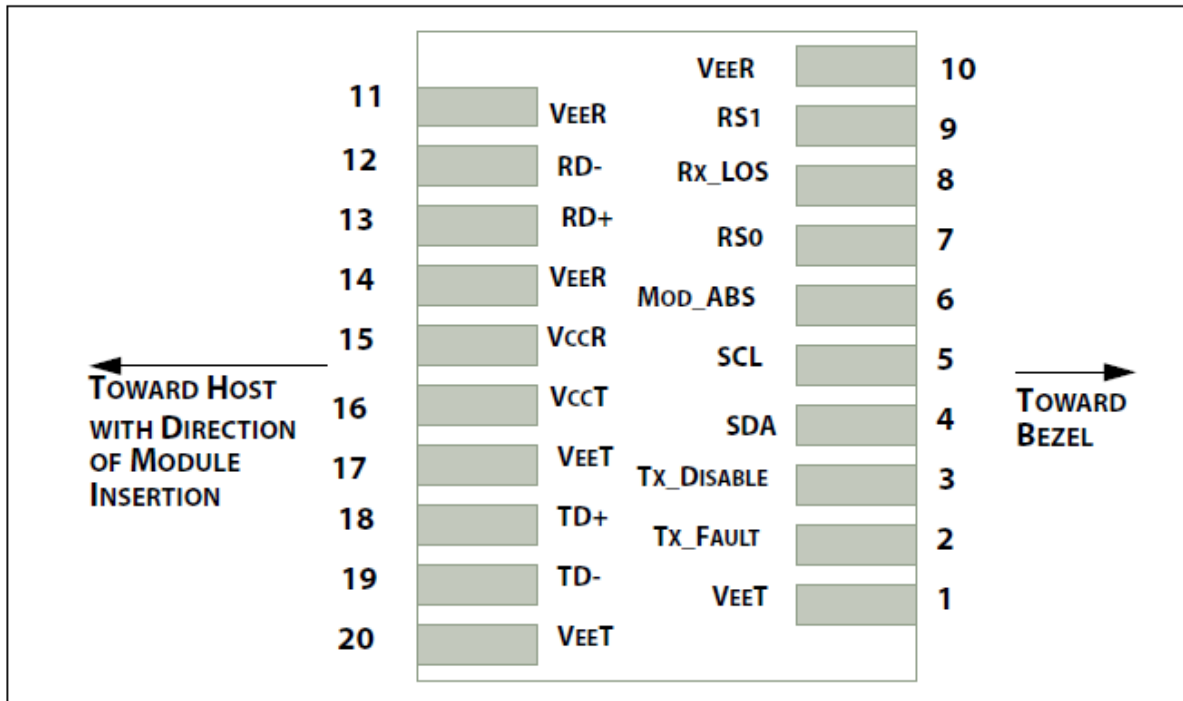 11 VEER
12 RD-
13 RD+
14 VEER
15 VCCR
16 VCCT
17 VEET
18 TD+
19 TD-
20 VEET
VEER 10
RS1 9
RX_LOS 8
RS0 7
MOD_ABS 6
SCL 5
SDA 4
TX_DISABLE 3
TX_FAULT 2
VEET 1
TOWARD HOST
WITH DIRECTION
OF MODULE
INSERTION
TOWARD
BEZEL